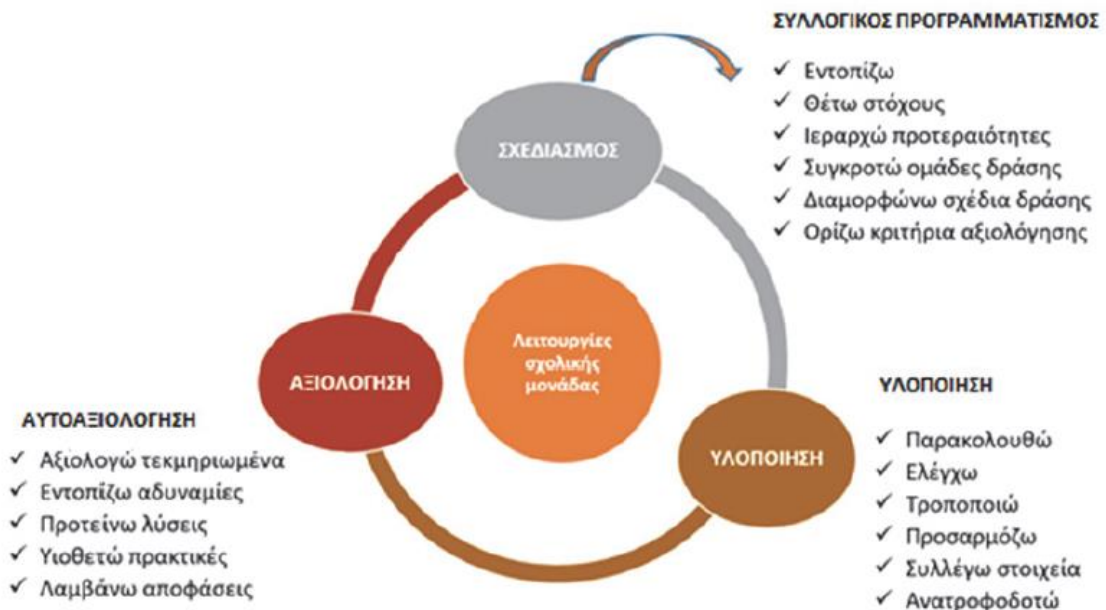 ΣΥΛΛΟΓΙΚΟΣ ΠΡΟΓΡΑΜΜΑΤΙΣΜΟΣ
✓ Εντοπίζω
✓ Θέτω στόχους
✓ Ιεραρχώ προτεραιότητες
✓ Συγκροτώ ομάδες δράσης
✓ Διαμορφώνω σχέδια δράσης
✓ Ορίζω κριτήρια αξιολόγησης
ΣΧΕΔΙΑΣΜΟΣ
Λειτουργίες
σχολικής
μονάδας
ΑΞΙΟΛΟΓΗΣΗ
ΥΛΟΠΟΙΗΣΗ
ΑΥΤΟΑΞΙΟΛΟΓΗΣΗ
✓ Αξιολογώ τεκμηριωμένα
✓ Εντοπίζω αδυναμίες
✓ Προτείνω λύσεις
✓ Υιοθετώ πρακτικές
✓ Λαμβάνω αποφάσεις
ΥΛΟΠΟΙΗΣΗ
✓ Παρακολουθώ
✓ Ελέγχω
✓ Τροποποιώ
✓ Προσαρμόζω
✓ Συλλέγω στοιχεία
✓ Ανατροφοδοτώ